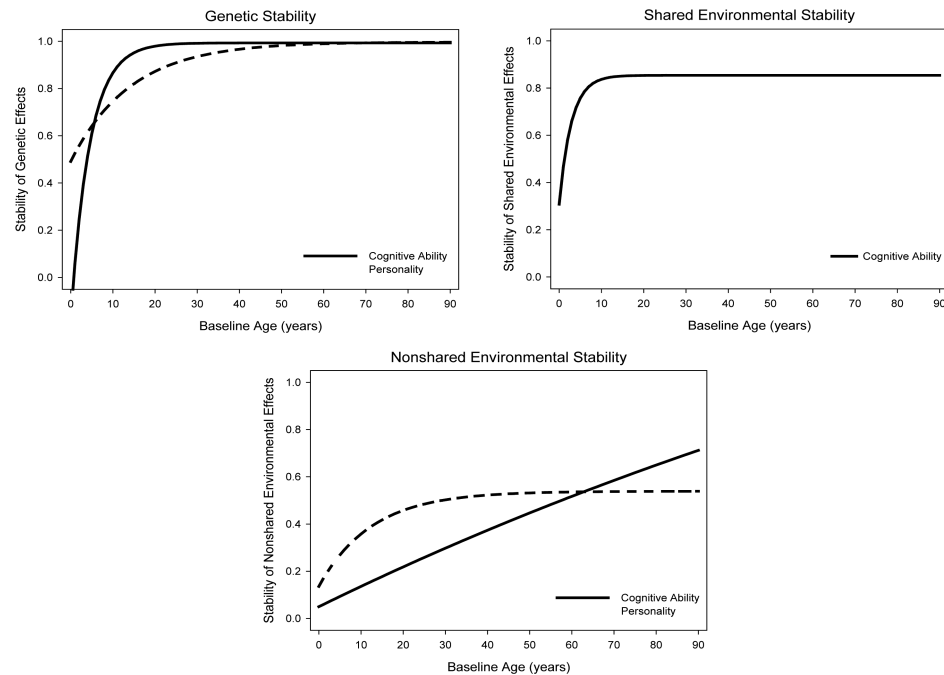 Genetic Stability
Stability of Genetic Effects
1.0
0.8
0.6
0.4
0.2
0.0
Cognitive Ability
Personality
0 10 20 30 40 50 60 70 80 90
Baseline Age (years)
Shared Environmental Stability
Stability of Shared Environmental Effects
1.0
0.8
0.6
0.4
0.2
0.0
Cognitive Ability
0 10 20 30 40 50 60 70 80 90
Baseline Age (years)
Nonshared Environmental Stability
Stability of Nonshared Environmental Effects
1.0
0.8
0.6
0.4
0.2
0.0
Cognitive Ability
Personality
0 10 20 30 40 50 60 70 80 90
Baseline Age (years)